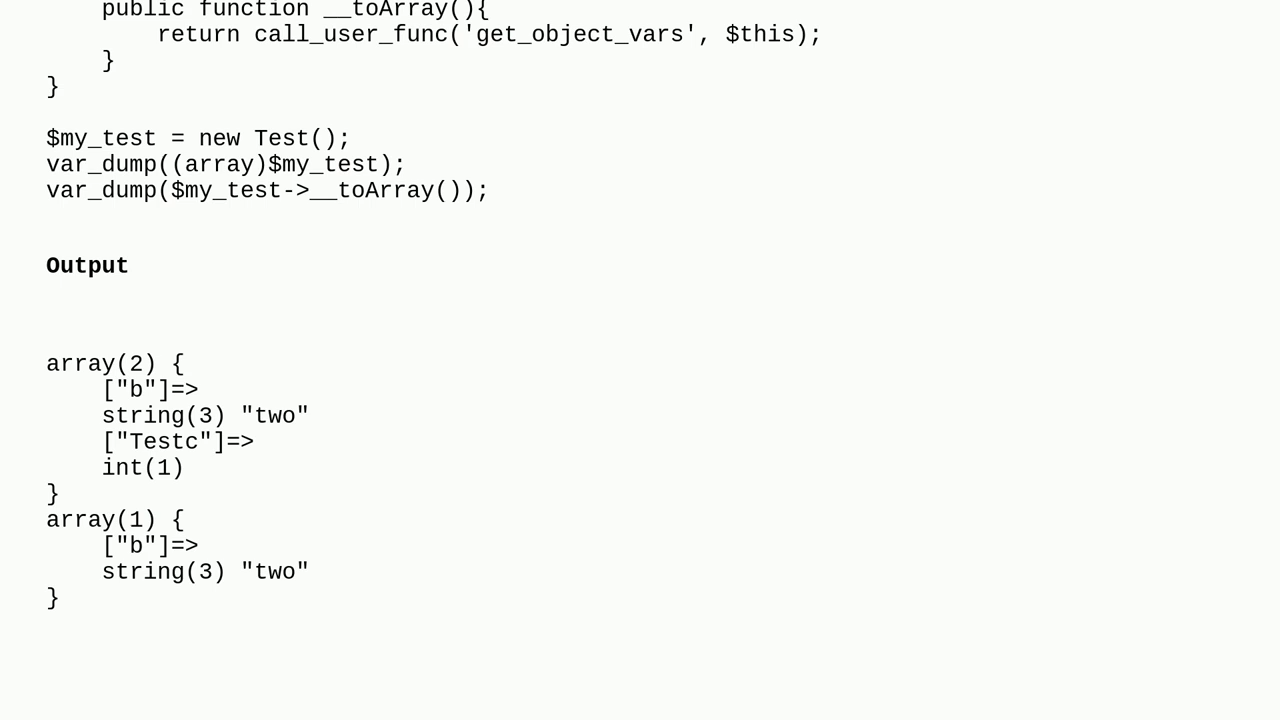 public function __toArray(){
        return call_user_func('get_object_vars', $this);
    }
}

$my_test = new Test();
var_dump((array)$my_test);
var_dump($my_test->__toArray());

Output

array(2) {
    ["b"]=>
    string(3) "two"
    ["Testc"]=>
    int(1)
}
array(1) {
    ["b"]=>
    string(3) "two"
}